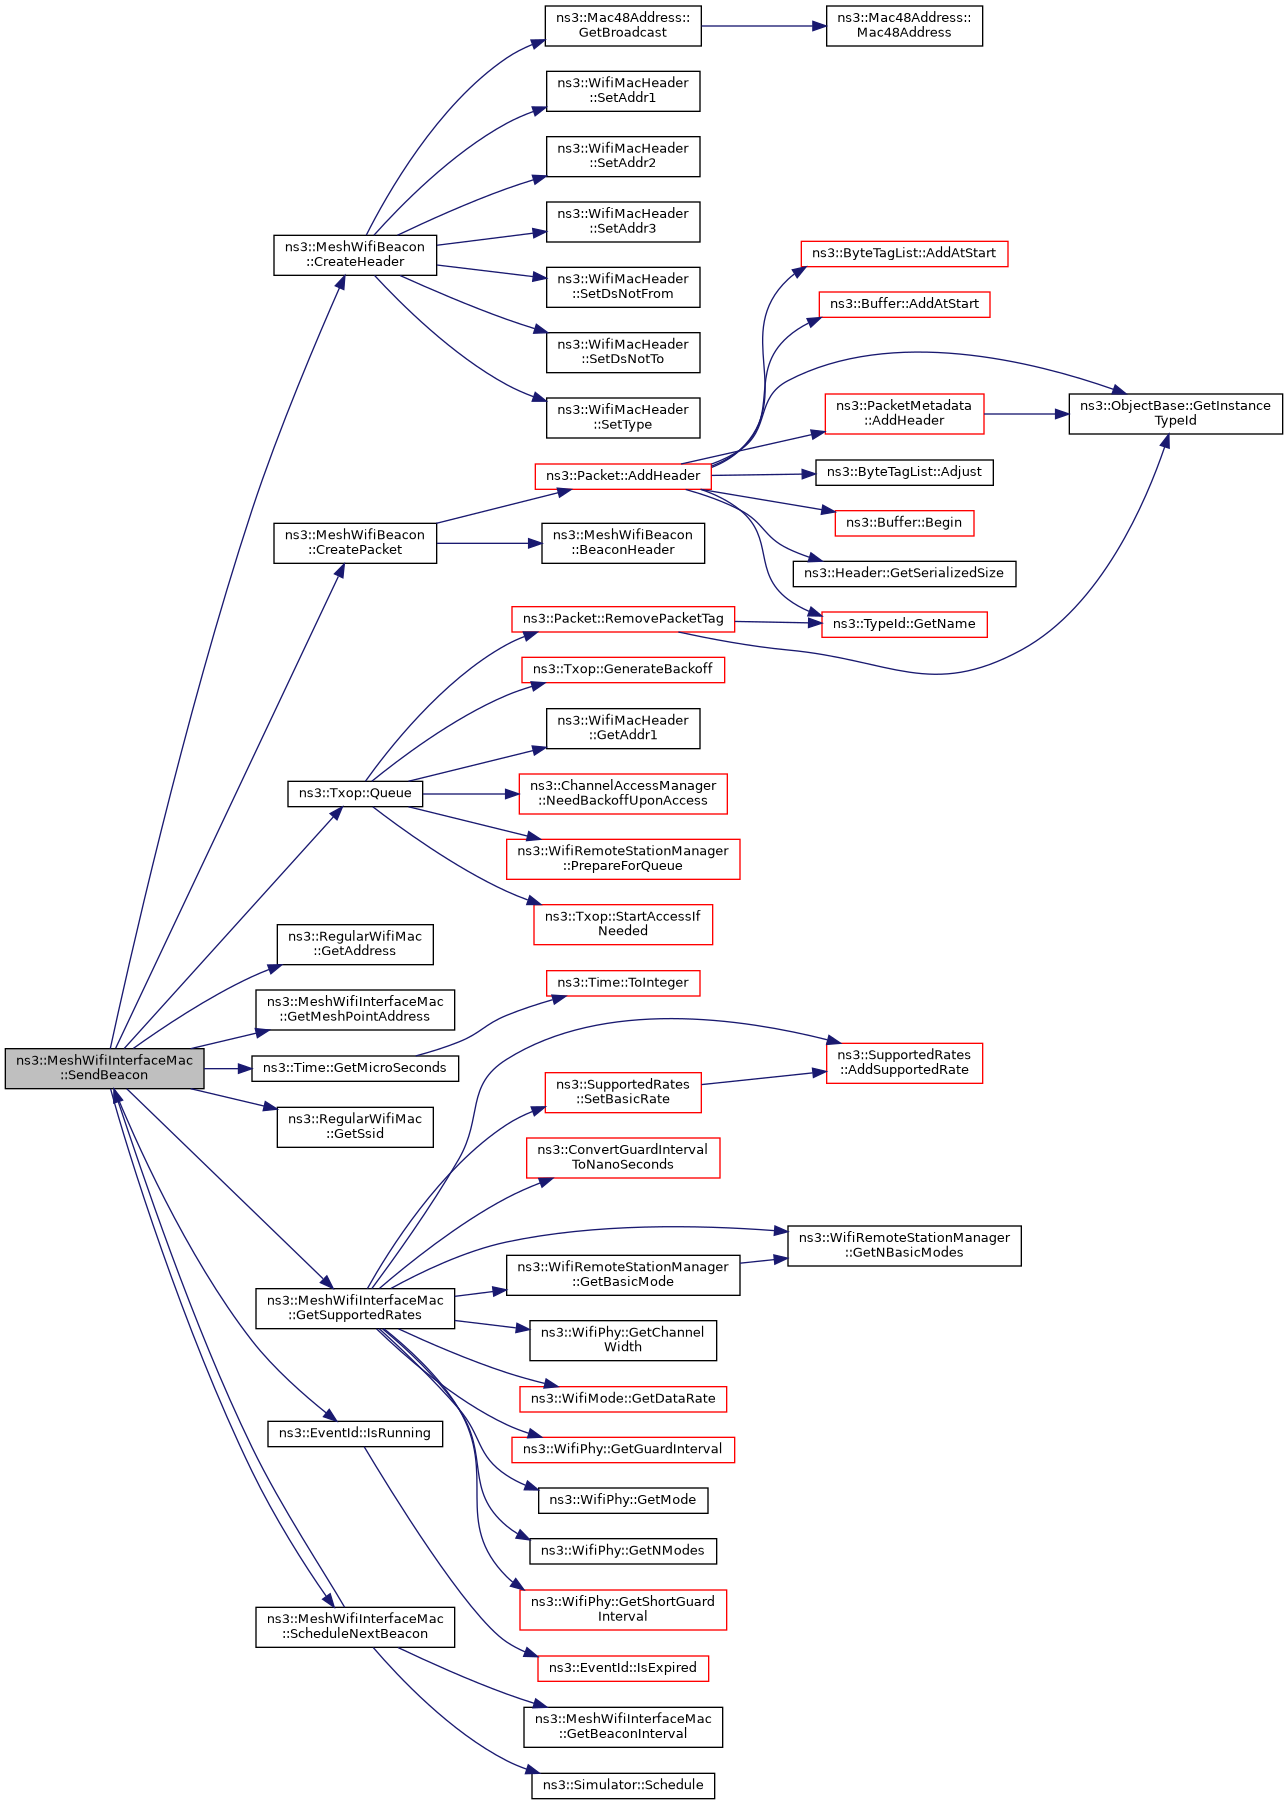 ns3::Mac48Address::
GetBroadcast
ns3::Mac48Address::
Mac48Address
ns3::WifiMacHeader
::SetAddr1
ns3::WifiMacHeader
::SetAddr2
ns3::WifiMacHeader
::SetAddr3
ns3::MeshWifiBeacon
::CreateHeader
ns3::WifiMacHeader
::SetDsNotFrom
ns3::WifiMacHeader
::SetDsNotTo
ns3::WifiMacHeader
::SetType
ns3::ByteTagList::AddAtStart
ns3::Buffer::AddAtStart
ns3::PacketMetadata
::AddHeader
ns3::ObjectBase::GetInstance
TypeId
ns3::Packet::AddHeader
ns3::ByteTagList::Adjust
ns3::Buffer::Begin
ns3::MeshWifiBeacon
::CreatePacket
ns3::MeshWifiBeacon
::BeaconHeader
ns3::Header::GetSerializedSize
ns3::TypeId::GetName
ns3::Packet::RemovePacketTag
ns3::Txop::GenerateBackoff
ns3::WifiMacHeader
::GetAddr1
ns3::Txop::Queue
ns3::ChannelAccessManager
::NeedBackoffUponAccess
ns3::WifiRemoteStationManager
::PrepareForQueue
ns3::Txop::StartAccessIf
Needed
ns3::RegularWifiMac
::GetAddress
ns3::MeshWifiInterfaceMac
::GetMeshPointAddress
ns3::Time::ToInteger
ns3::MeshWifiInterfaceMac
::SendBeacon
ns3::Time::GetMicroSeconds
ns3::SupportedRates
::AddSupportedRate
ns3::SupportedRates
::SetBasicRate
ns3::RegularWifiMac
::GetSsid
ns3::ConvertGuardInterval
ToNanoSeconds
ns3::WifiRemoteStationManager
::GetNBasicModes
ns3::WifiRemoteStationManager
::GetBasicMode
ns3::MeshWifiInterfaceMac
::GetSupportedRates
ns3::WifiPhy::GetChannel
Width
ns3::WifiMode::GetDataRate
ns3::EventId::IsRunning
ns3::WifiPhy::GetGuardInterval
ns3::WifiPhy::GetMode
ns3::WifiPhy::GetNModes
ns3::WifiPhy::GetShortGuard
Interval
ns3::MeshWifiInterfaceMac
::ScheduleNextBeacon
ns3::EventId::IsExpired
ns3::MeshWifiInterfaceMac
::GetBeaconInterval
ns3::Simulator::Schedule